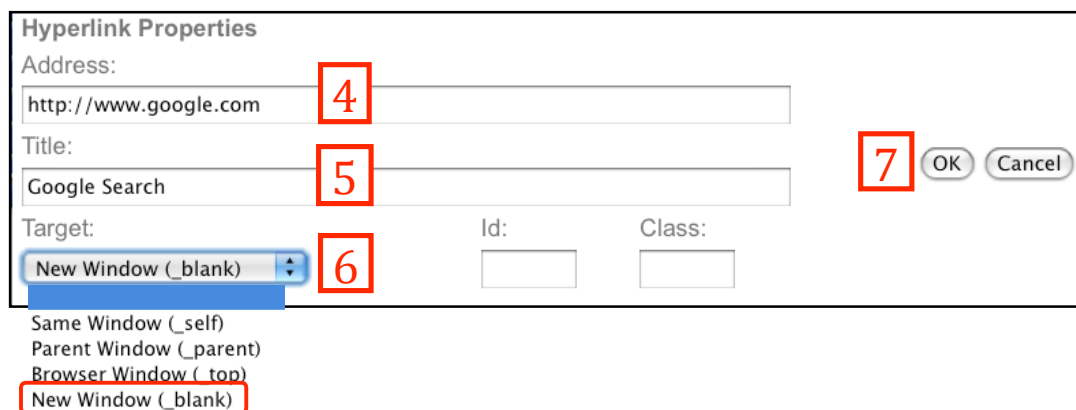 Hyperlink Properties
Address:
http://www.google.com 4
Title:
Google Search 5
7 OK Cancel
Target: Id: Class:
New Window (_blank) 6
Same Window (_self)
Parent Window (_parent)
Browser Window (_top)
New Window (_blank)